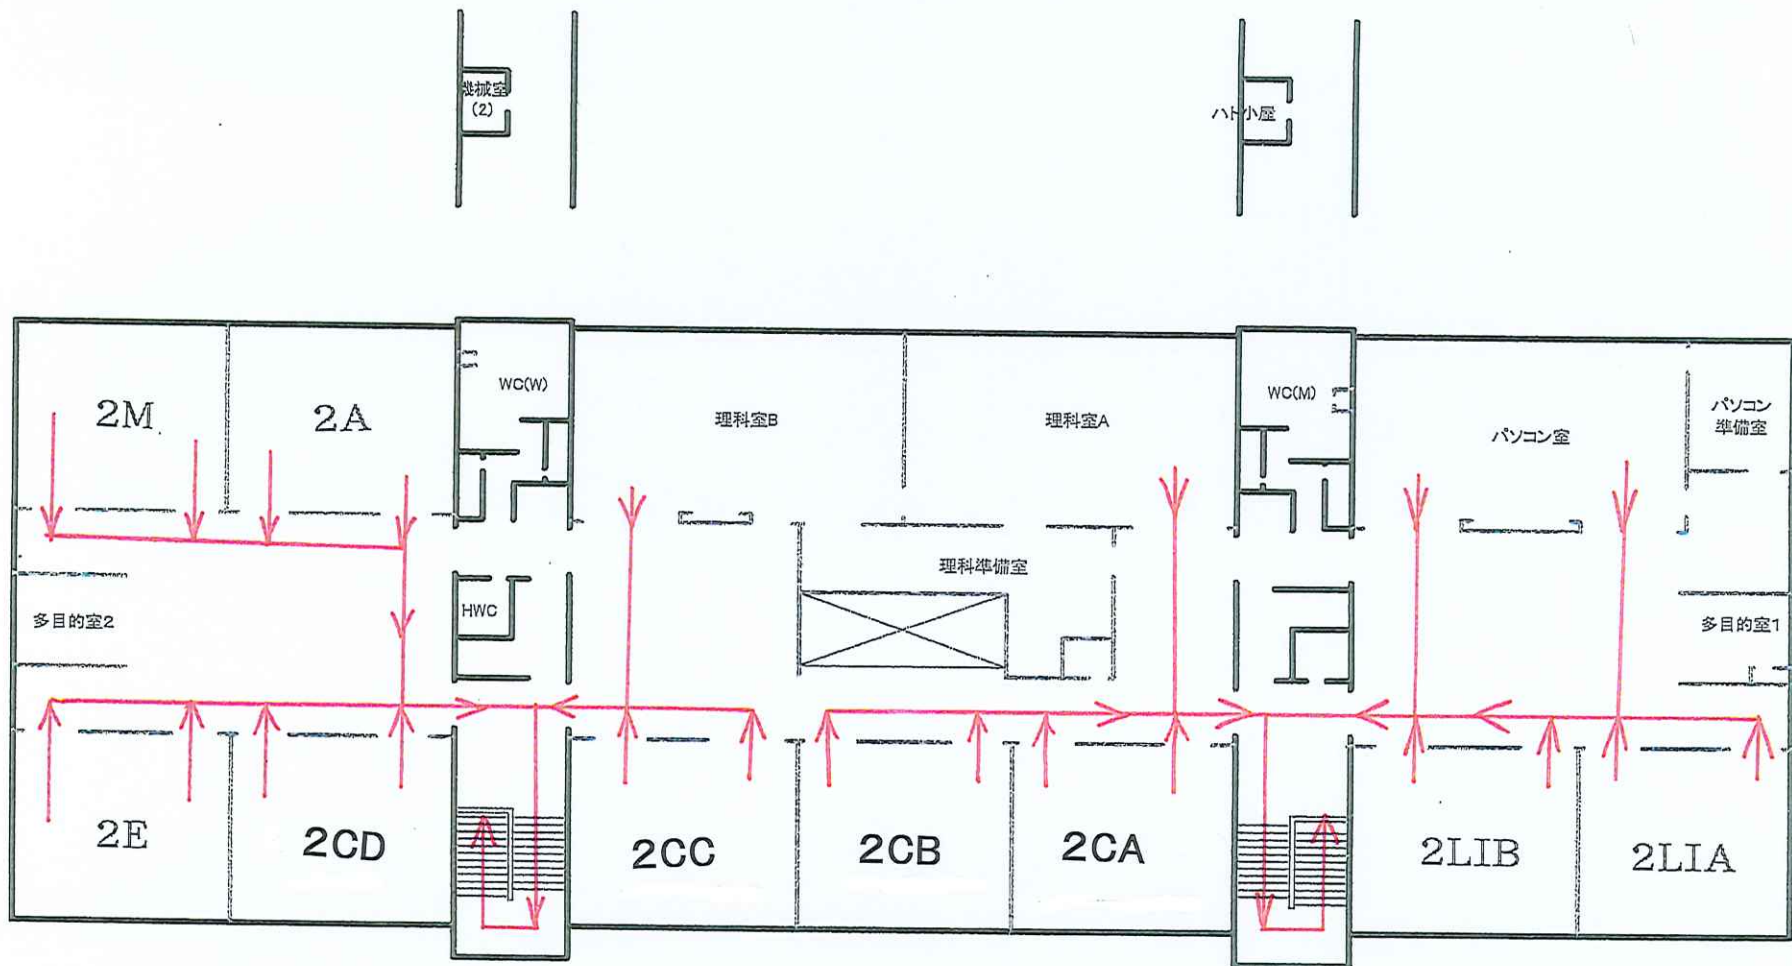 機械室
(2)
ハト小屋
2M
2A
WC(W)
理科室B
理科室A
WC(M)
パソコン室
パソコン
準備室
理科準備室
多目的室2
HWC
多目的室1
2E
2CD
2CC
2CB
2CA
2LIB
2LIA